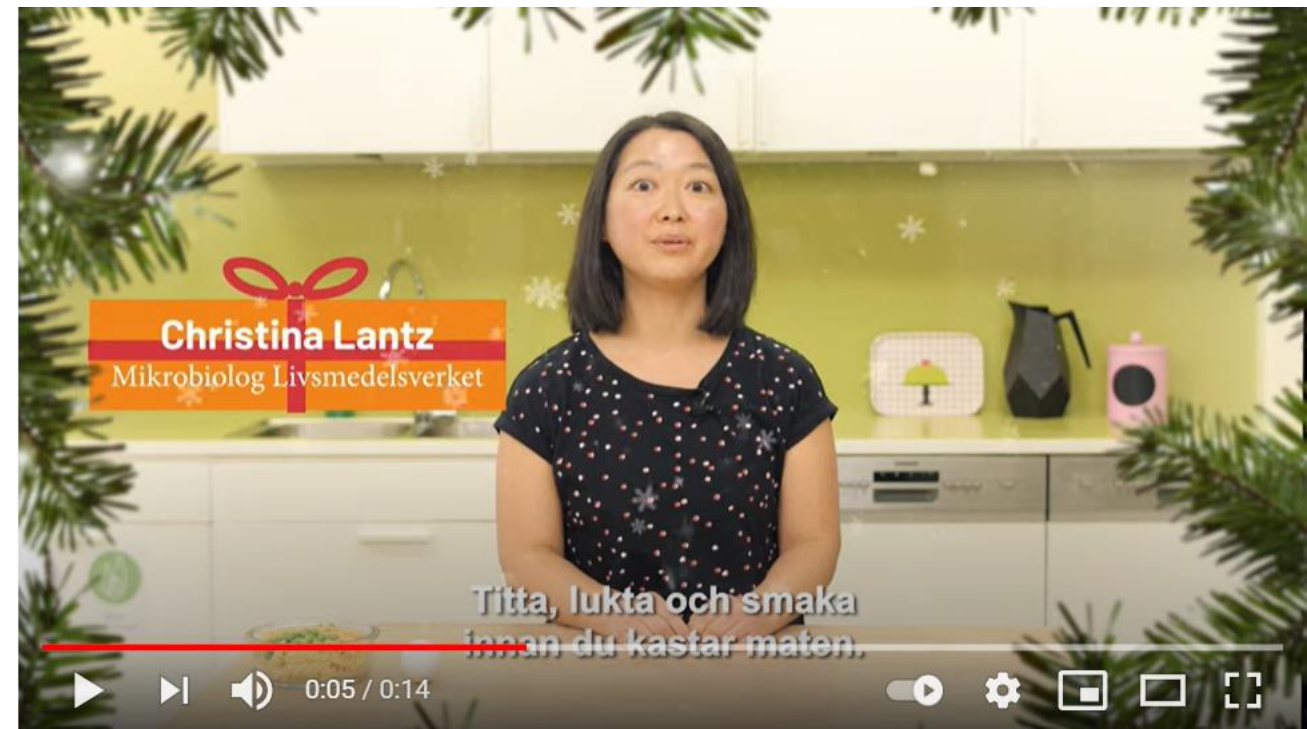 Christina Lantz
Mikrobiolog Livsmedelsverket
Titta, lukta och smaka
innan du kastar maten.
0:05 / 0:14